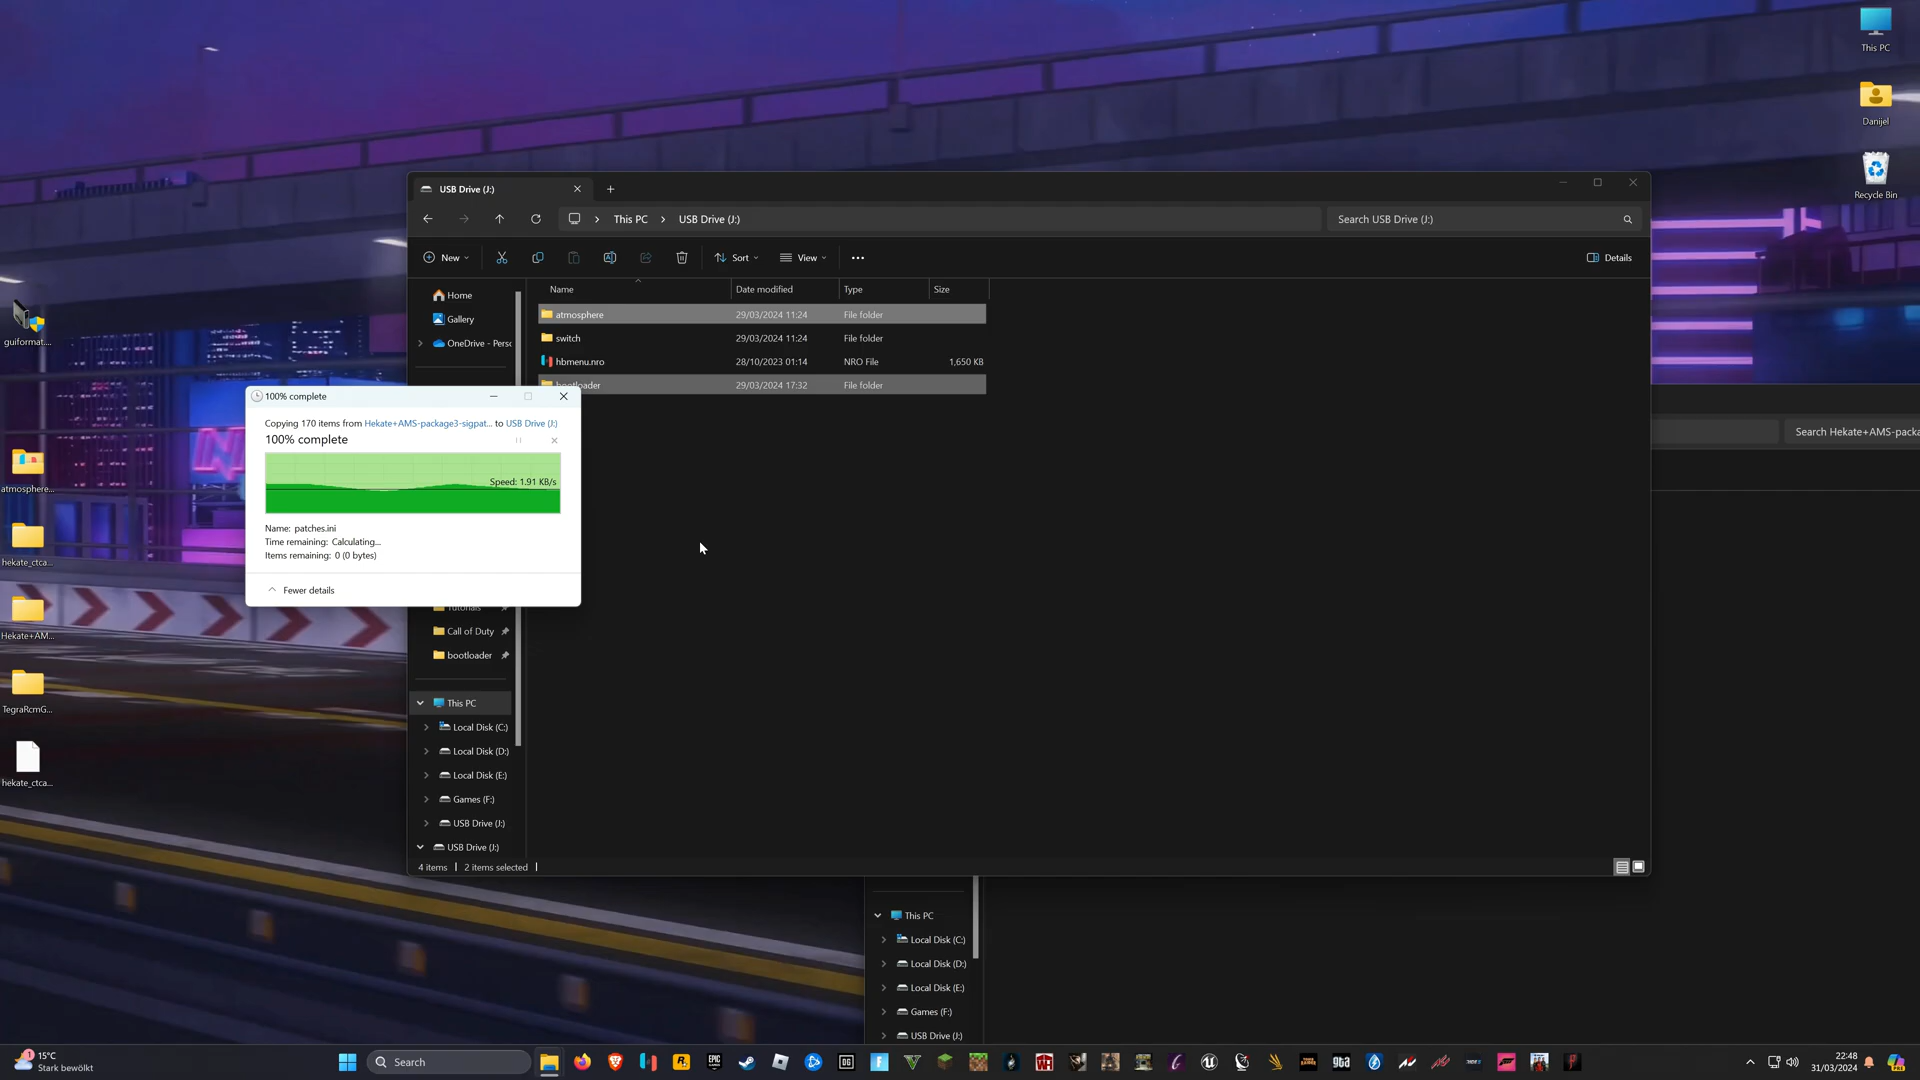 This PC
Danijel
Recycle Bin
guiformat....
atmosphere...
hekate_ctca...
Hekate+AM...
TegraRcmG...
hekate_ctca...
USB Drive (J:)
This PC
USB Drive (J:)
Search USB Drive (J:)
New
Sort
View
Details
Name
Date modified
Type
Size
atmosphere
29/03/2024 11:24
File folder
switch
29/03/2024 11:24
File folder
hbmenu.nro
28/10/2023 01:14
NRO File
1,650 KB
bootloader
29/03/2024 17:32
File folder
Home
Gallery
OneDrive - Perso
100% complete
Copying 170 items from Hekate+AMS-package3-sigpat... to USB Drive (J:)
100% complete
Speed: 1.91 KB/s
Name: patches.ini
Time remaining: Calculating...
Items remaining: 0 (0 bytes)
Fewer details
Tutorials
Call of Duty
bootloader
This PC
Local Disk (C:)
Local Disk (D:)
Local Disk (E:)
Games (F:)
USB Drive (J:)
USB Drive (J:)
4 items
2 items selected
Search Hekate+AMS-packa
This PC
Local Disk (C:)
Local Disk (D:)
Local Disk (E:)
Games (F:)
USB Drive (J:)
1
15°C
Stark bewölkt
Search
22:48
31/03/2024